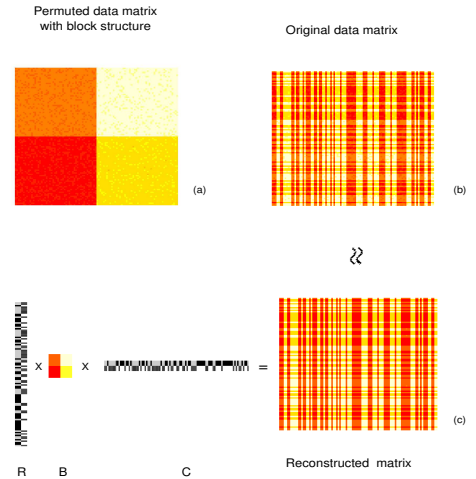 Permuted data matrix
with block structure
Original data matrix
(a)
(b)
≈
X
X
=
(c)
R
B
C
Reconstructed matrix